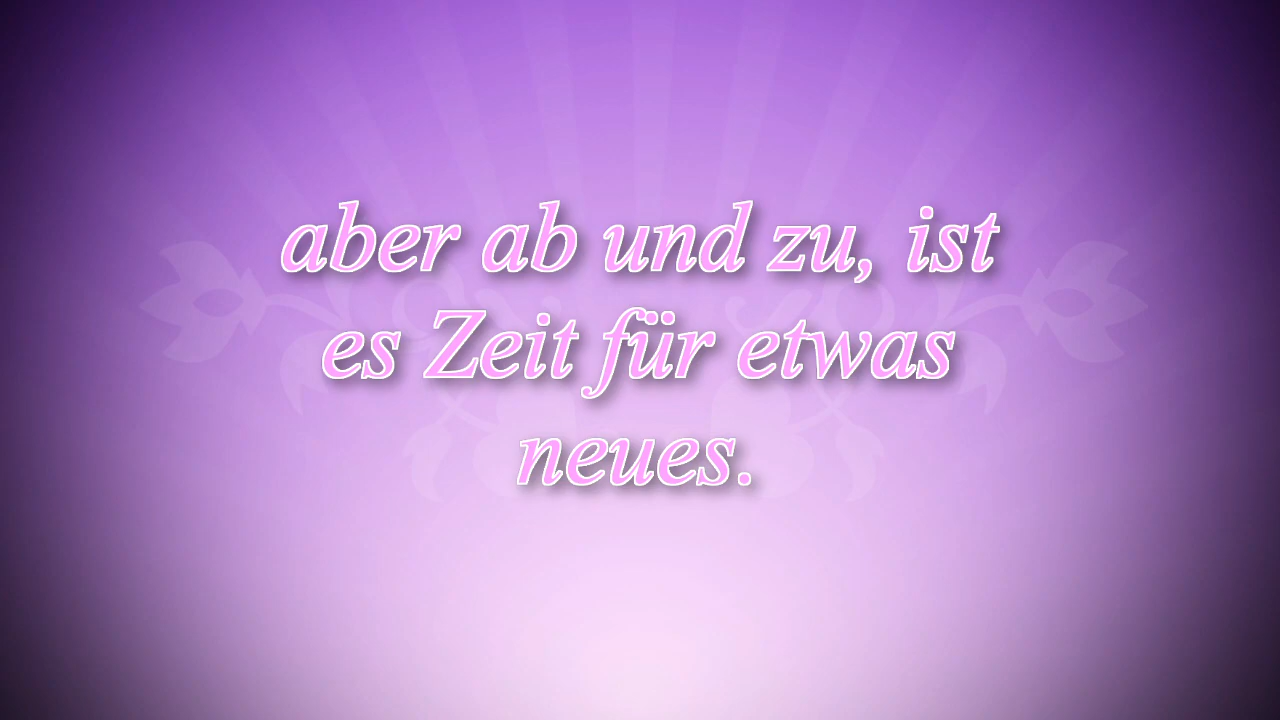 aber ab und zu, ist
es Zeit für etwas
neues.